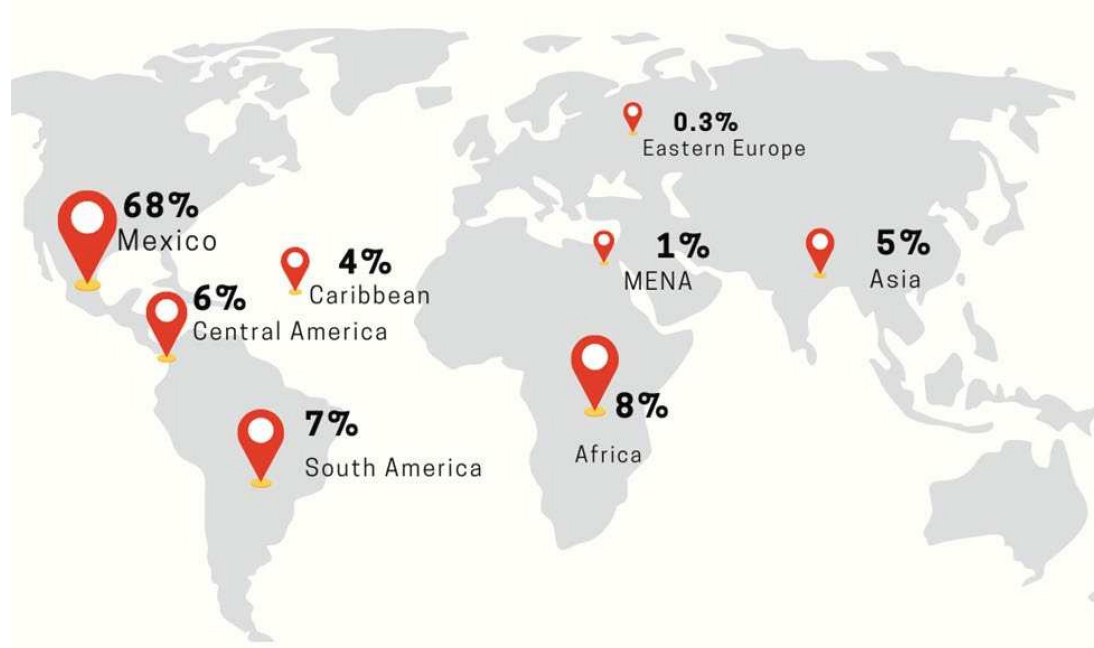 0.3%
Eastern Europe
68%
Mexico
1%
MENA
5%
Asia
4%
Caribbean
6%
Central America
8%
Africa
7%
South America